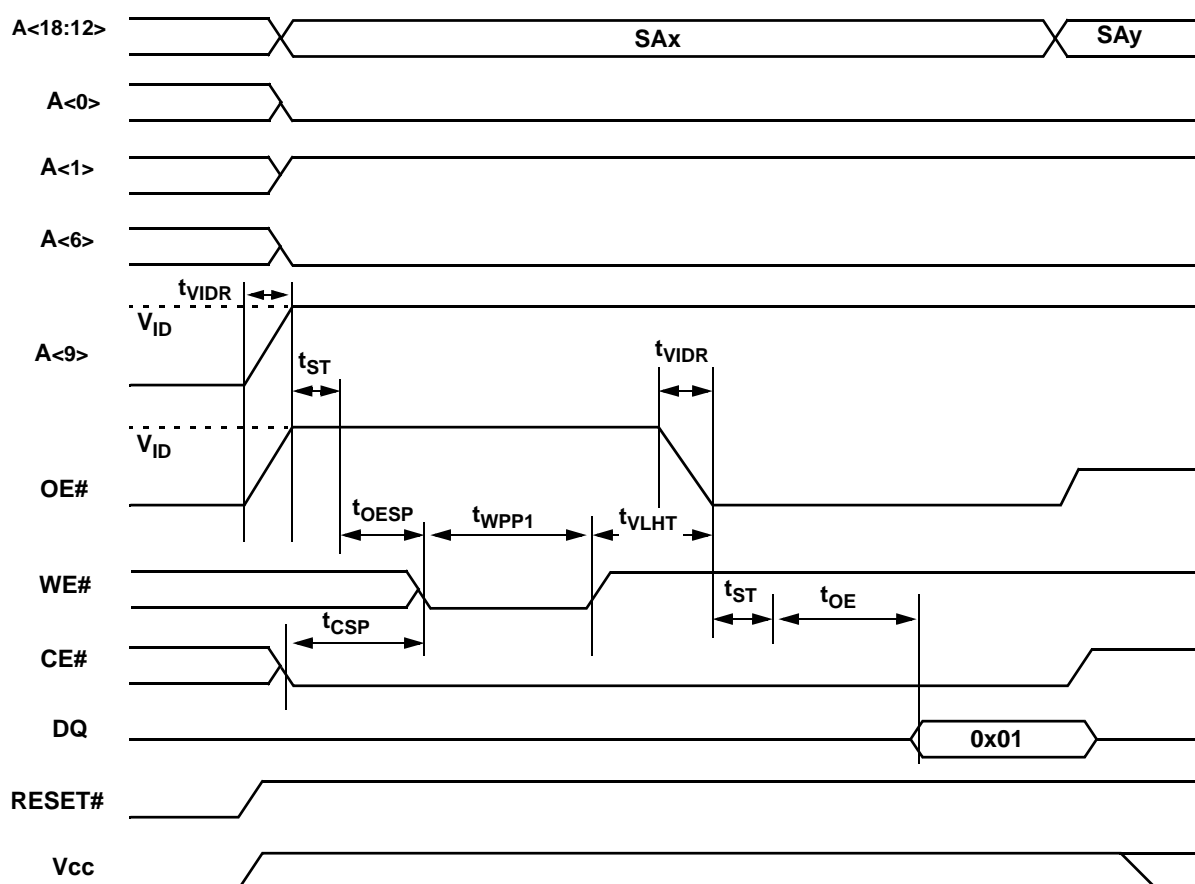 A<18:12>
SAx
SAy
A<0>
A<1>
A<6>
tVIDR
VID
A<9>
tST
tVIDR
VID
OE#
tOESP
tWPP1
tVLHT
WE#
tST
tOE
tCSP
CE#
DQ
0x01
RESET#
Vcc